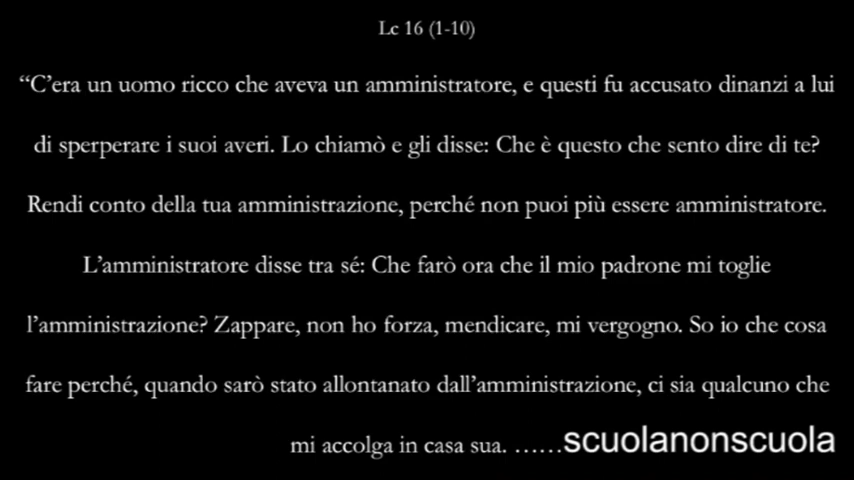 Lc 16 (1-10)
“C’era un uomo ricco che aveva un amministratore, e questi fu accusato dinanzi a lui
di sperperare i suoi averi. Lo chiamò e gli disse: Che è questo che sento dire di te?
Rendi conto della tua amministrazione, perché non puoi più essere amministratore.
L’amministratore disse tra sé: Che farò ora che il mio padrone mi toglie
l’amministrazione? Zappare, non ho forza, mendicare, mi vergogno. So io che cosa
fare perché, quando sarò stato allontanato dall’amministrazione, ci sia qualcuno che
mi accolga in casa sua. ……scuolanonscuola